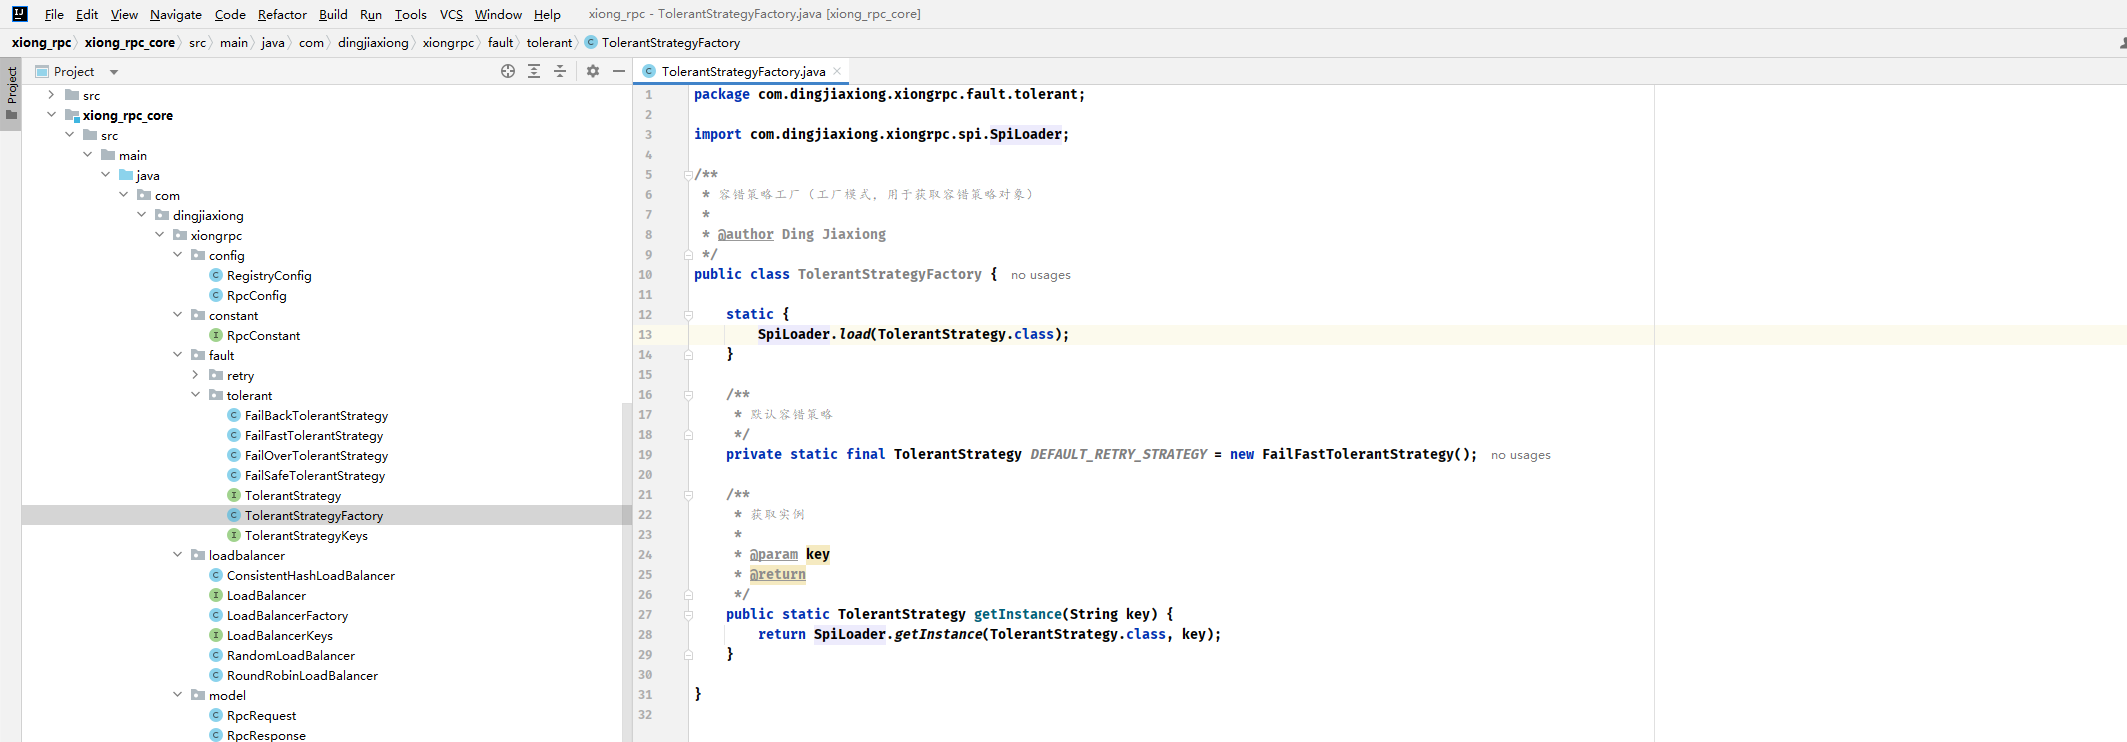 File Edit View Navigate Code Refactor Build Run Tools VCS Window Help xiong_rpc - TolerantStrategyFactory.java [xiong_rpc_core]
xiong_rpc xiong_rpc_core src main java com dingjiaxiong xiongrpc fault tolerant TolerantStrategyFactory
Project
Project
src
xiong_rpc_core
src
main
java
com
dingjiaxiong
xiongrpc
config
RegistryConfig
RpcConfig
constant
RpcConstant
fault
retry
tolerant
FailBackTolerantStrategy
FailFastTolerantStrategy
FailOverTolerantStrategy
FailSafeTolerantStrategy
TolerantStrategy
TolerantStrategyFactory
TolerantStrategyKeys
loadbalancer
ConsistentHashLoadBalancer
LoadBalancer
LoadBalancerFactory
LoadBalancerKeys
RandomLoadBalancer
RoundRobinLoadBalancer
model
RpcRequest
RpcResponse
TolerantStrategyFactory.java
1 package com.dingjiaxiong.xiongrpc.fault.tolerant;
2
3 import com.dingjiaxiong.xiongrpc.spi.SpiLoader;
4
5 /**
6 * 容错策略工厂（工厂模式，用于获取容错策略对象）
7 *
8 * @author Ding Jiaxiong
9 */
10 public class TolerantStrategyFactory { no usages
11
12 static {
13 SpiLoader.load(TolerantStrategy.class);
14 }
15
16 /**
17 * 默认容错策略
18 */
19 private static final TolerantStrategy DEFAULT_RETRY_STRATEGY = new FailFastTolerantStrategy(); no usages
20
21 /**
22 * 获取实例
23 *
24 * @param key
25 * @return
26 */
27 public static TolerantStrategy getInstance(String key) {
28 return SpiLoader.getInstance(TolerantStrategy.class, key);
29 }
30
31 }
32